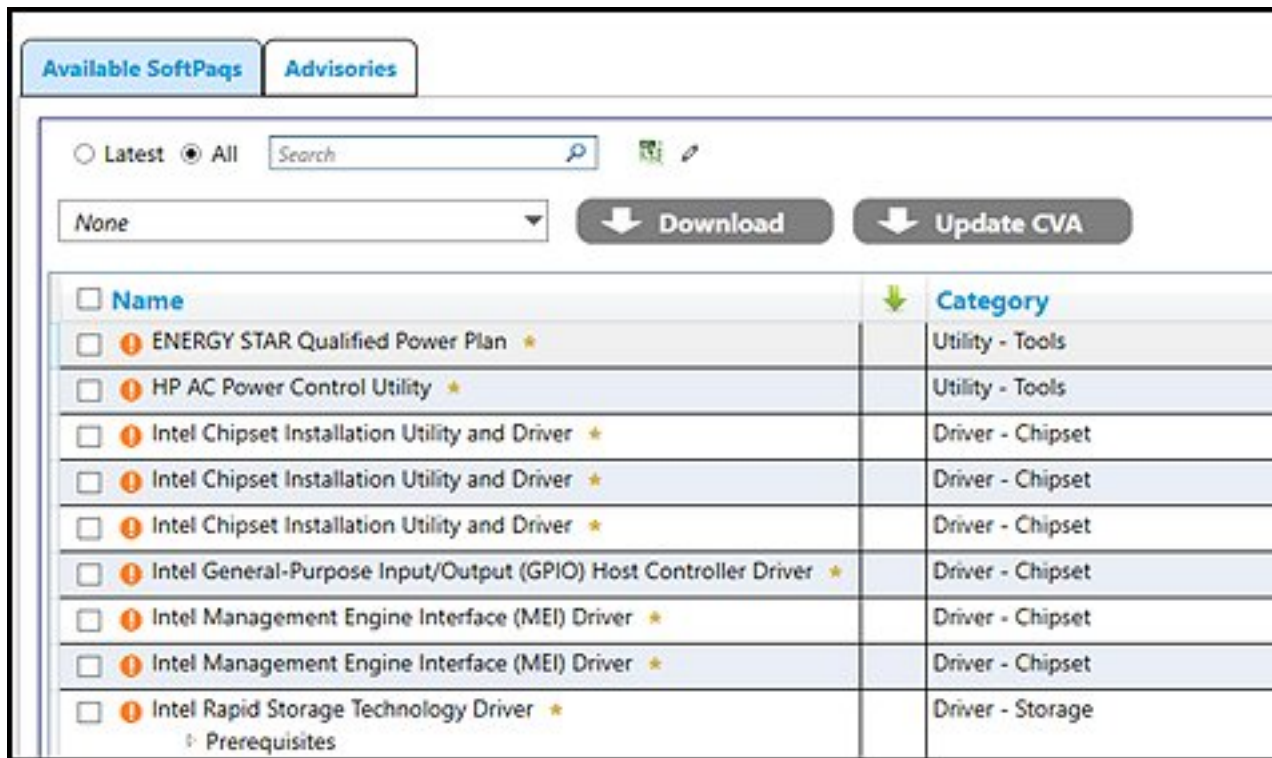 Available SoftPaqs Advisories
Latest All Search
None Download Update CVA
Name Category
ENERGY STAR Qualified Power Plan Utility - Tools
HP AC Power Control Utility Utility - Tools
Intel Chipset Installation Utility and Driver Driver - Chipset
Intel Chipset Installation Utility and Driver Driver - Chipset
Intel Chipset Installation Utility and Driver Driver - Chipset
Intel General-Purpose Input/Output (GPIO) Host Controller Driver Driver - Chipset
Intel Management Engine Interface (MEI) Driver Driver - Chipset
Intel Management Engine Interface (MEI) Driver Driver - Chipset
Intel Rapid Storage Technology Driver Driver - Storage
Prerequisites